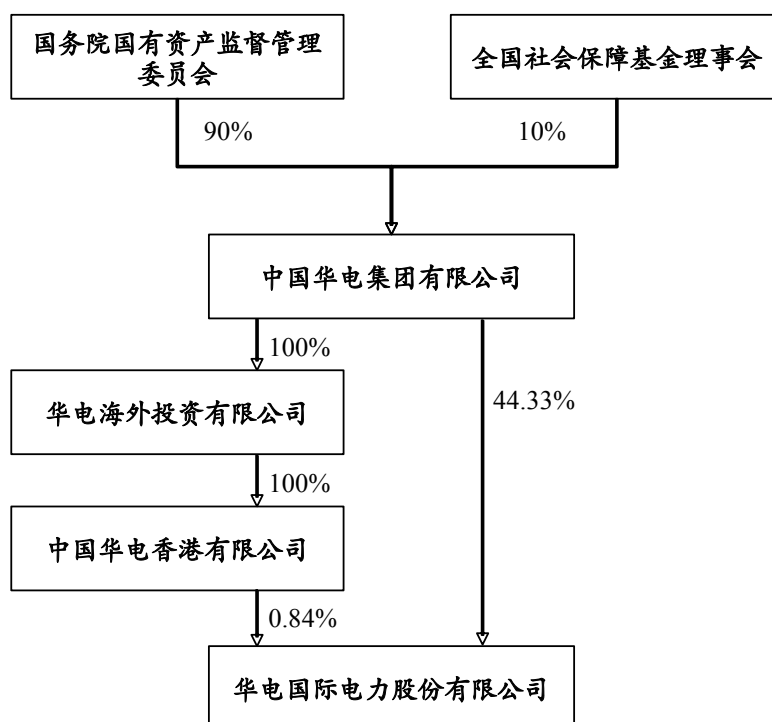 国务院国有资产监督管理
委员会
全国社会保障基金理事会
90%
10%
中国华电集团有限公司
100%
华电海外投资有限公司
44.33%
100%
中国华电香港有限公司
0.84%
华电国际电力股份有限公司